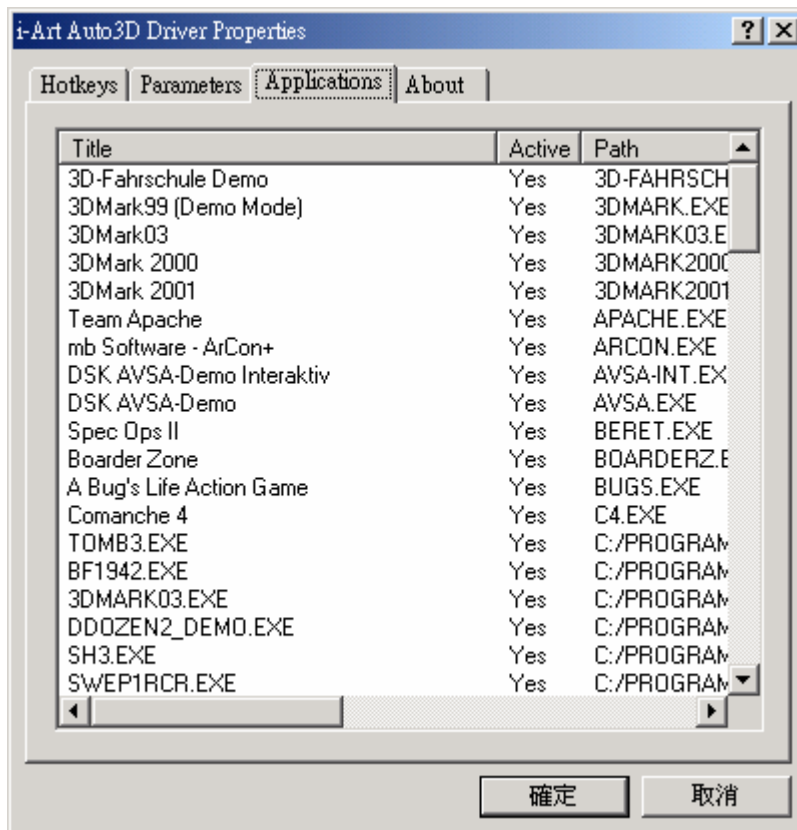 i-Art Auto3D Driver Properties
Hotkeys Parameters Applications About
Title Active Path
3D-Fahrschule Demo Yes 3D-FAHRSCH
3DMark99 (Demo Mode) Yes 3DMARK.EXE
3DMark03 Yes 3DMARK03.E
3DMark 2000 Yes 3DMARK2000
3DMark 2001 Yes 3DMARK2001
Team Apache Yes APACHE.EXE
mb Software - ArCon+ Yes ARCON.EXE
DSK AVSA-Demo Interaktiv Yes AVSA-INT.EX
DSK AVSA-Demo Yes AVSA.EXE
Spec Ops II Yes BERET.EXE
Boarder Zone Yes BOARDERZ.E
A Bug's Life Action Game Yes BUGS.EXE
Comanche 4 Yes C4.EXE
TOMB3.EXE Yes C:/PROGRAM
BF1942.EXE Yes C:/PROGRAM
3DMARK03.EXE Yes C:/PROGRAM
DDOZEN2_DEMO.EXE Yes C:/PROGRAM
SH3.EXE Yes C:/PROGRAM
SWEP1RCR.EXE Yes C:/PROGRAM
確定 取消